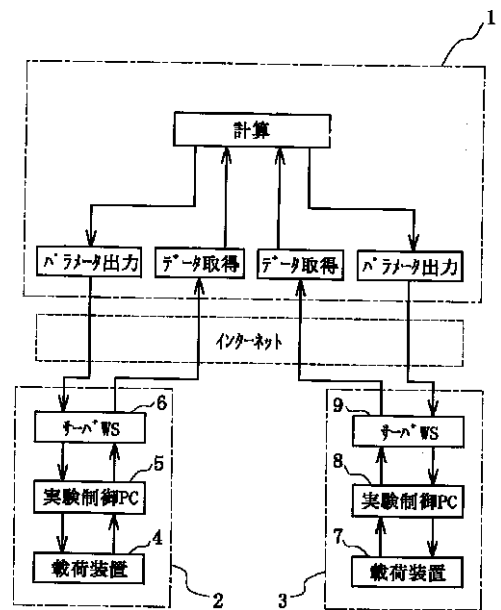 1
計算
パラメータ出力 データ取得 データ取得 パラメータ出力
インターネット
6 9
サーバWS サーバWS
5 8
実験制御PC 実験制御PC
4 7
載荷装置 載荷装置
2 3